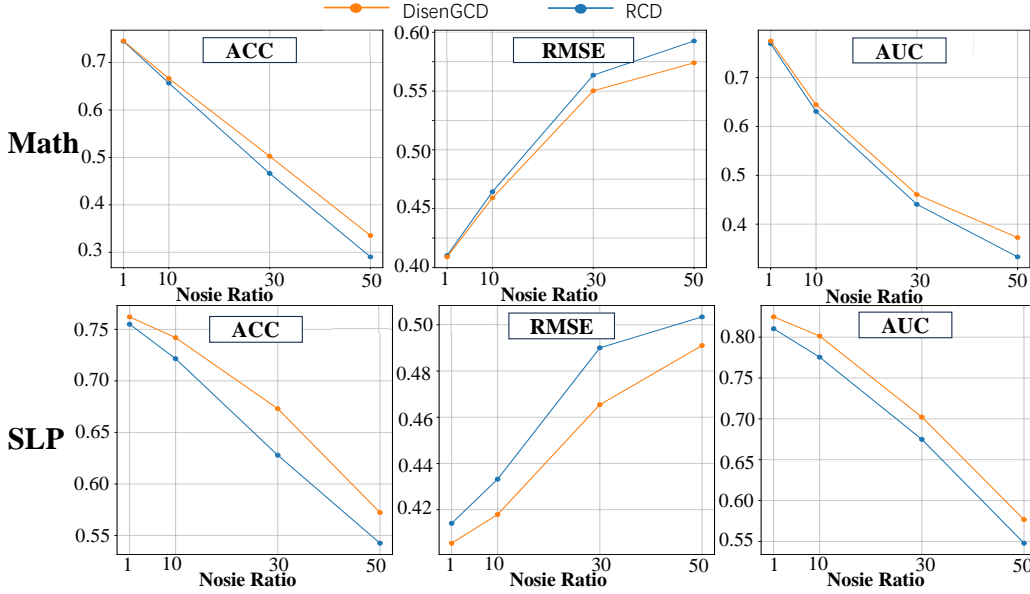 DisenGCD RCD
Math
ACC
0.7
0.6
0.5
0.4
0.3
1 10 30 50
Nosie Ratio
RMSE
0.60
0.55
0.50
0.45
0.40
1 10 30 50
Nosie Ratio
AUC
0.7
0.6
0.5
0.4
1 10 30 50
Nosie Ratio
SLP
ACC
0.75
0.70
0.65
0.60
0.55
1 10 30 50
Nosie Ratio
RMSE
0.50
0.48
0.46
0.44
0.42
1 10 30 50
Nosie Ratio
AUC
0.80
0.75
0.70
0.65
0.60
0.55
1 10 30 50
Nosie Ratio